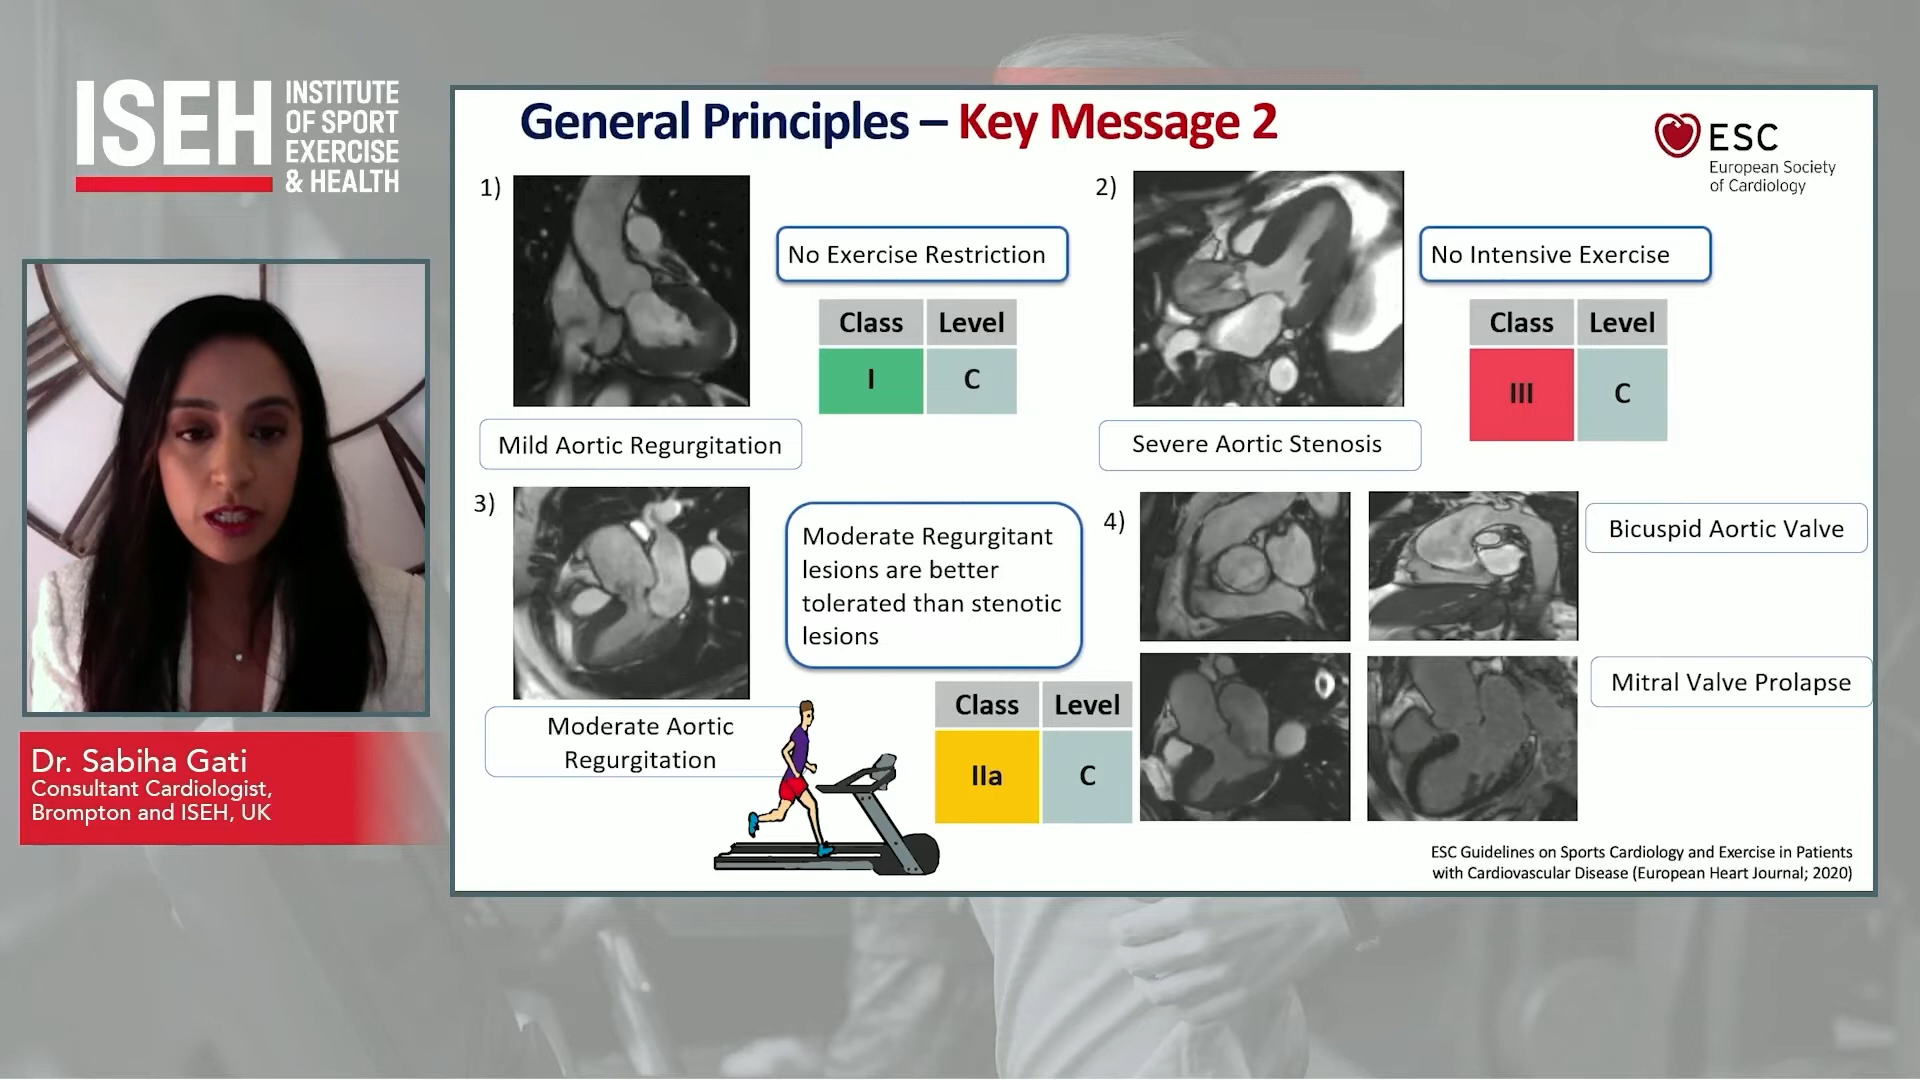 ISEH
INSTITUTE
OF SPORT
EXERCISE
& HEALTH
Dr. Sabiha Gati
Consultant Cardiologist,
Brompton and ISEH, UK
General Principles – Key Message 2
ESC
European Society
of Cardiology
1)
No Exercise Restriction
Class Level
I C
Mild Aortic Regurgitation
2)
No Intensive Exercise
Class Level
III C
Severe Aortic Stenosis
3)
Moderate Regurgitant
lesions are better
tolerated than stenotic
lesions
Moderate Aortic
Regurgitation
Class Level
IIa C
4)
Bicuspid Aortic Valve
Mitral Valve Prolapse
ESC Guidelines on Sports Cardiology and Exercise in Patients
with Cardiovascular Disease (European Heart Journal; 2020)